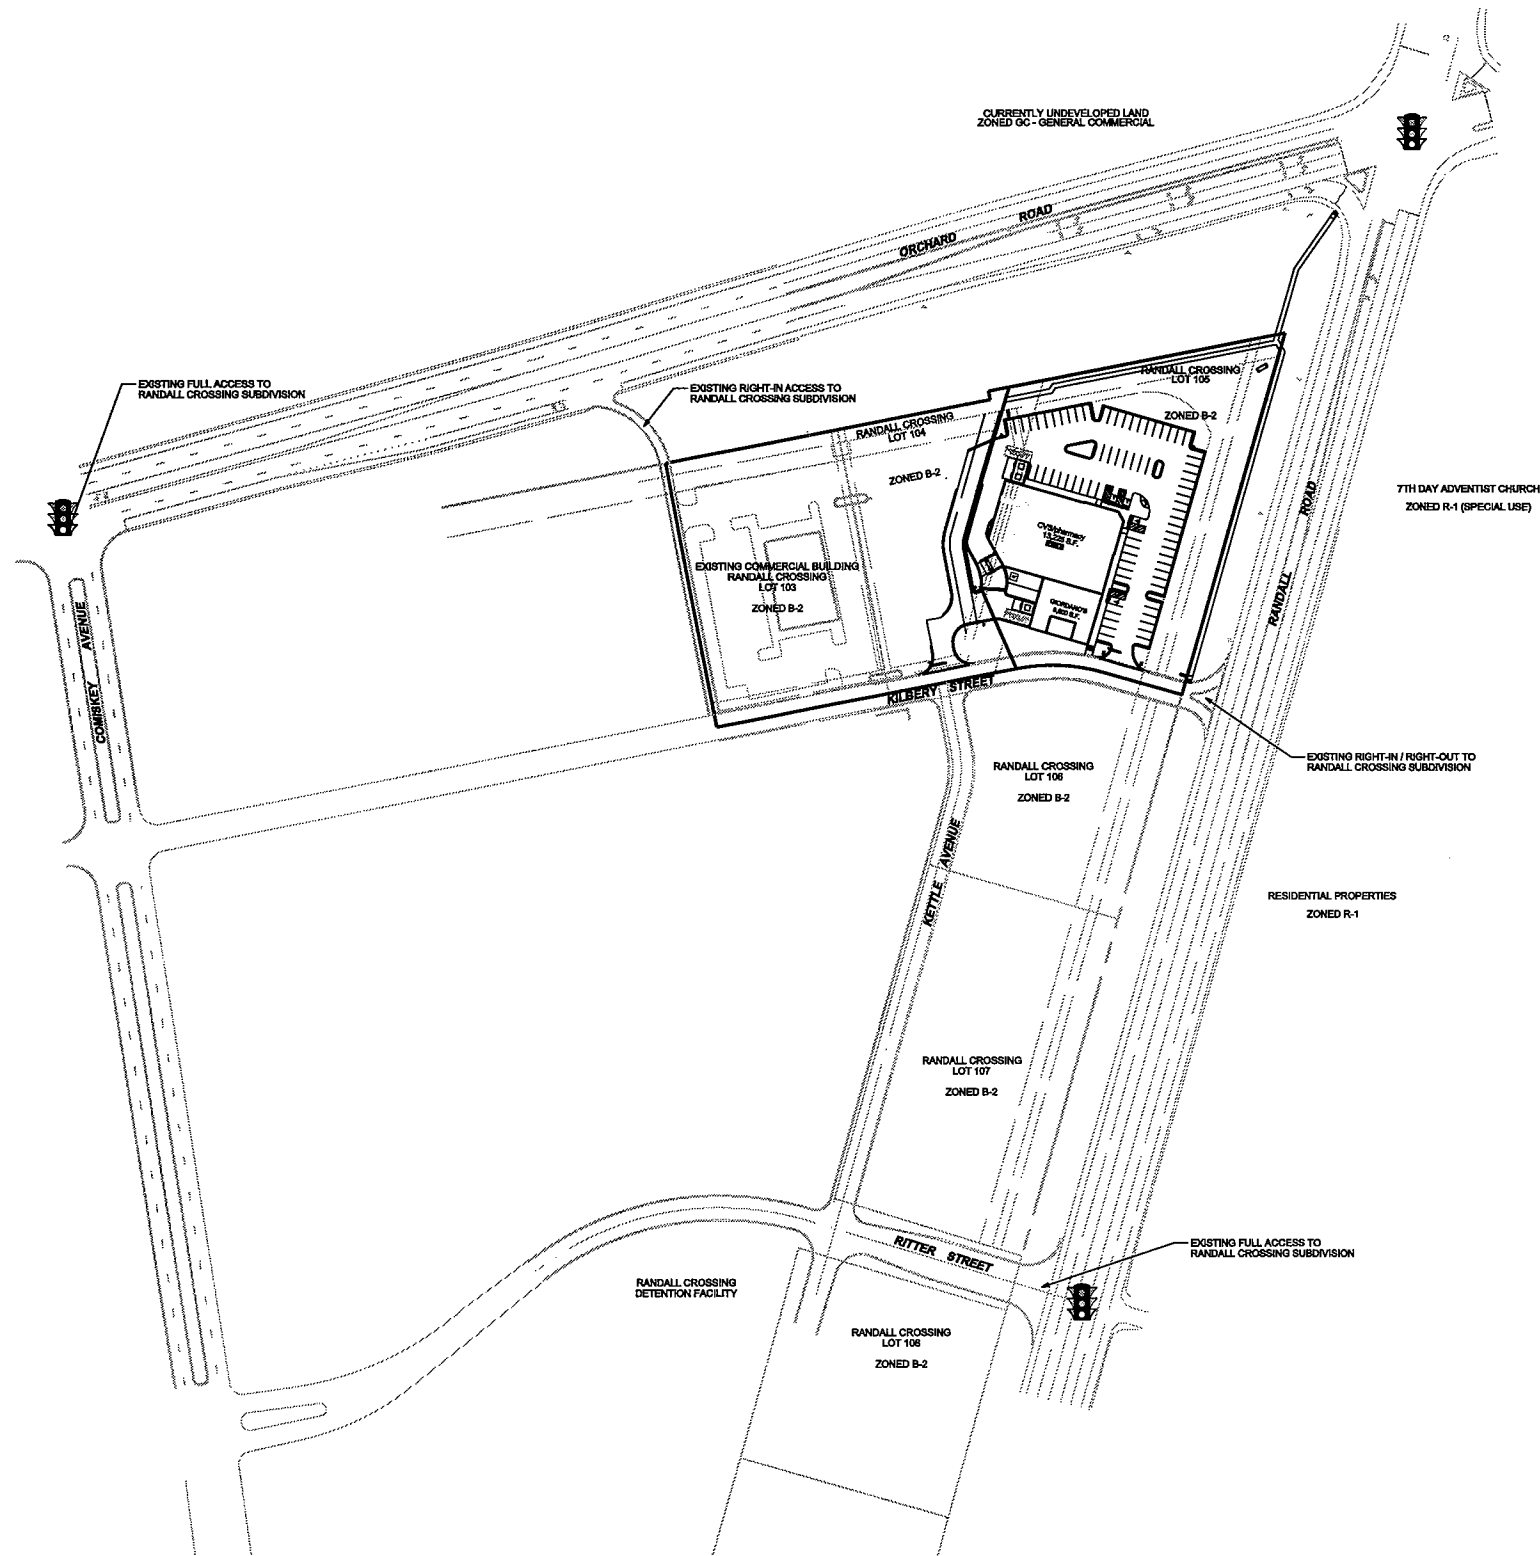 CURRENTLY UNDEVELOPED LAND
ZONED GC - GENERAL COMMERCIAL
ORCHARD ROAD
EXISTING FULL ACCESS TO
RANDALL CROSSING SUBDIVISION
EXISTING RIGHT-IN ACCESS TO
RANDALL CROSSING SUBDIVISION
RANDALL CROSSING
LOT 105
ZONED B-2
RANDALL CROSSING
LOT 104
ZONED B-2
7TH DAY ADVENTIST CHURCH
ZONED R-1 (SPECIAL USE)
RANDALL ROAD
CVS/pharmacy
13,225 S.F.
EXISTING COMMERCIAL BUILDING
RANDALL CROSSING
LOT 103
ZONED B-2
GIORDANO'S
COMISKEY AVENUE
KILBERY STREET
EXISTING RIGHT-IN / RIGHT-OUT TO
RANDALL CROSSING SUBDIVISION
RANDALL CROSSING
LOT 106
ZONED B-2
KETTLE AVENUE
RESIDENTIAL PROPERTIES
ZONED R-1
RANDALL CROSSING
LOT 107
ZONED B-2
RITTER STREET
EXISTING FULL ACCESS TO
RANDALL CROSSING SUBDIVISION
RANDALL CROSSING
DETENTION FACILITY
RANDALL CROSSING
LOT 108
ZONED B-2